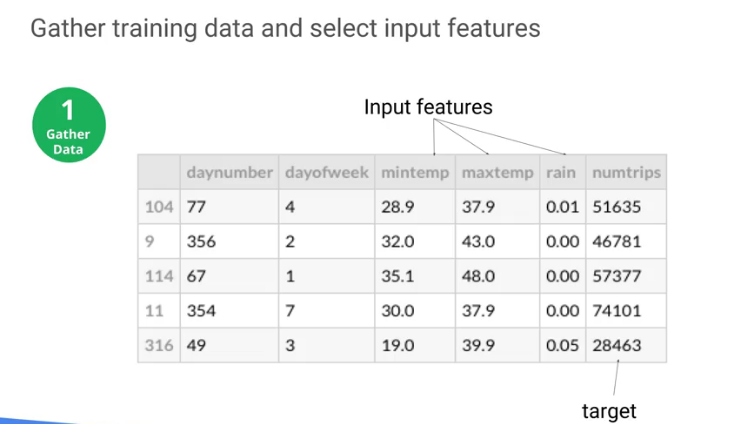 Gather training data and select input features
1
Gather
Data
Input features
daynumber dayofweek mintemp maxtemp rain numtrips
104 77 4 28.9 37.9 0.01 51635
9 356 2 32.0 43.0 0.00 46781
114 67 1 35.1 48.0 0.00 57377
11 354 7 30.0 37.9 0.00 74101
316 49 3 19.0 39.9 0.05 28463
target